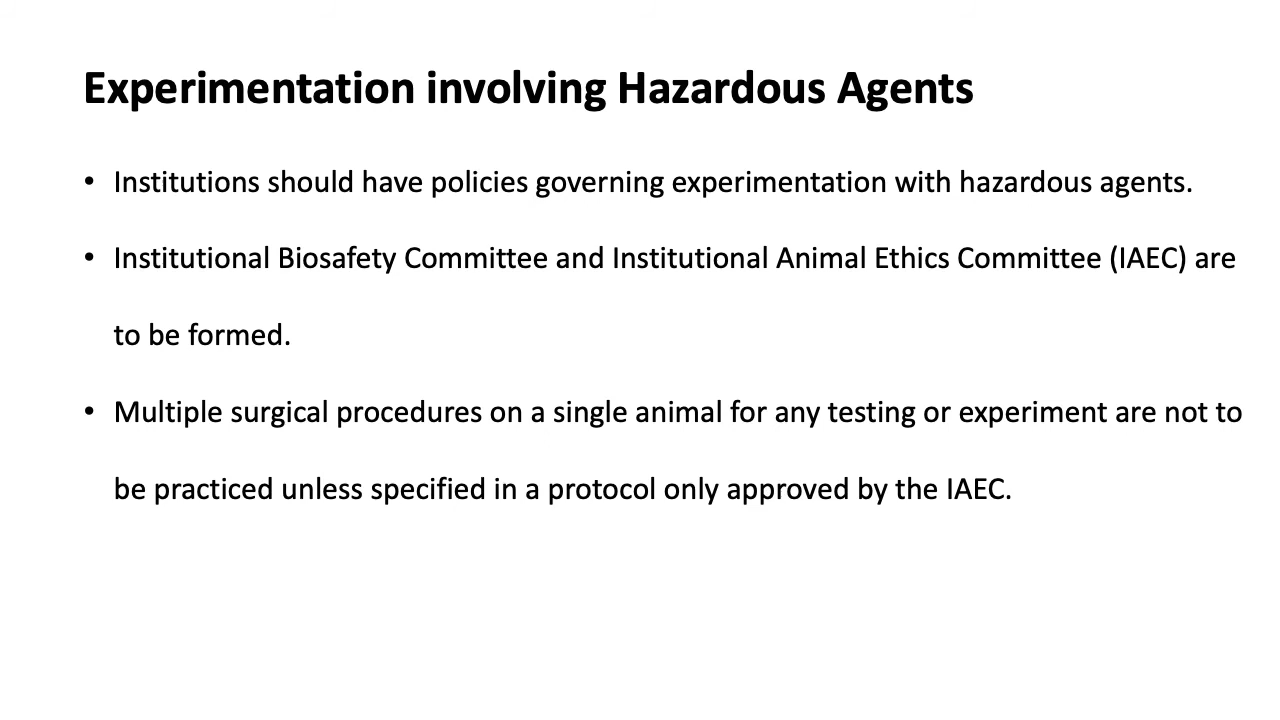 Experimentation involving Hazardous Agents
• Institutions should have policies governing experimentation with hazardous agents.
• Institutional Biosafety Committee and Institutional Animal Ethics Committee (IAEC) are
to be formed.
• Multiple surgical procedures on a single animal for any testing or experiment are not to
be practiced unless specified in a protocol only approved by the IAEC.